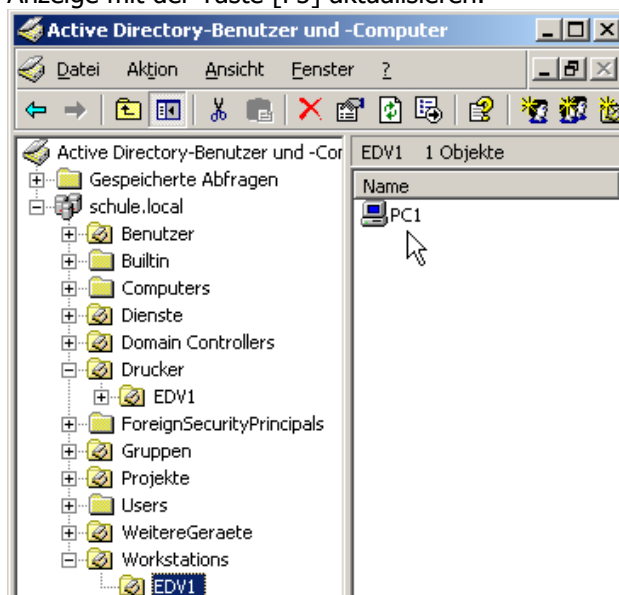 Anzeige mit der Taste [F5] aktualisieren.
Active Directory-Benutzer und -Computer
Datei Aktion Ansicht Fenster ?
Active Directory-Benutzer und -Cor
Gespeicherte Abfragen
schule.local
Benutzer
Builtin
Computers
Dienste
Domain Controllers
Drucker
EDV1
ForeignSecurityPrincipals
Gruppen
Projekte
Users
WeitereGeraete
Workstations
EDV1
EDV1 1 Objekte
Name
PC1